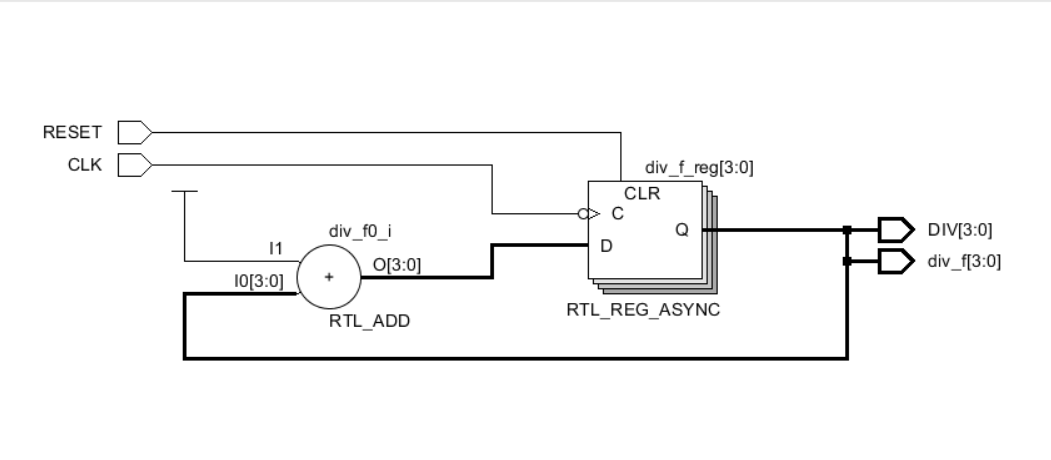 RESET
CLK
div_f_reg[3:0]
CLR
C
Q
D
RTL_REG_ASYNC
div_f0_i
I1
I0[3:0]
+
O[3:0]
RTL_ADD
DIV[3:0]
div_f[3:0]